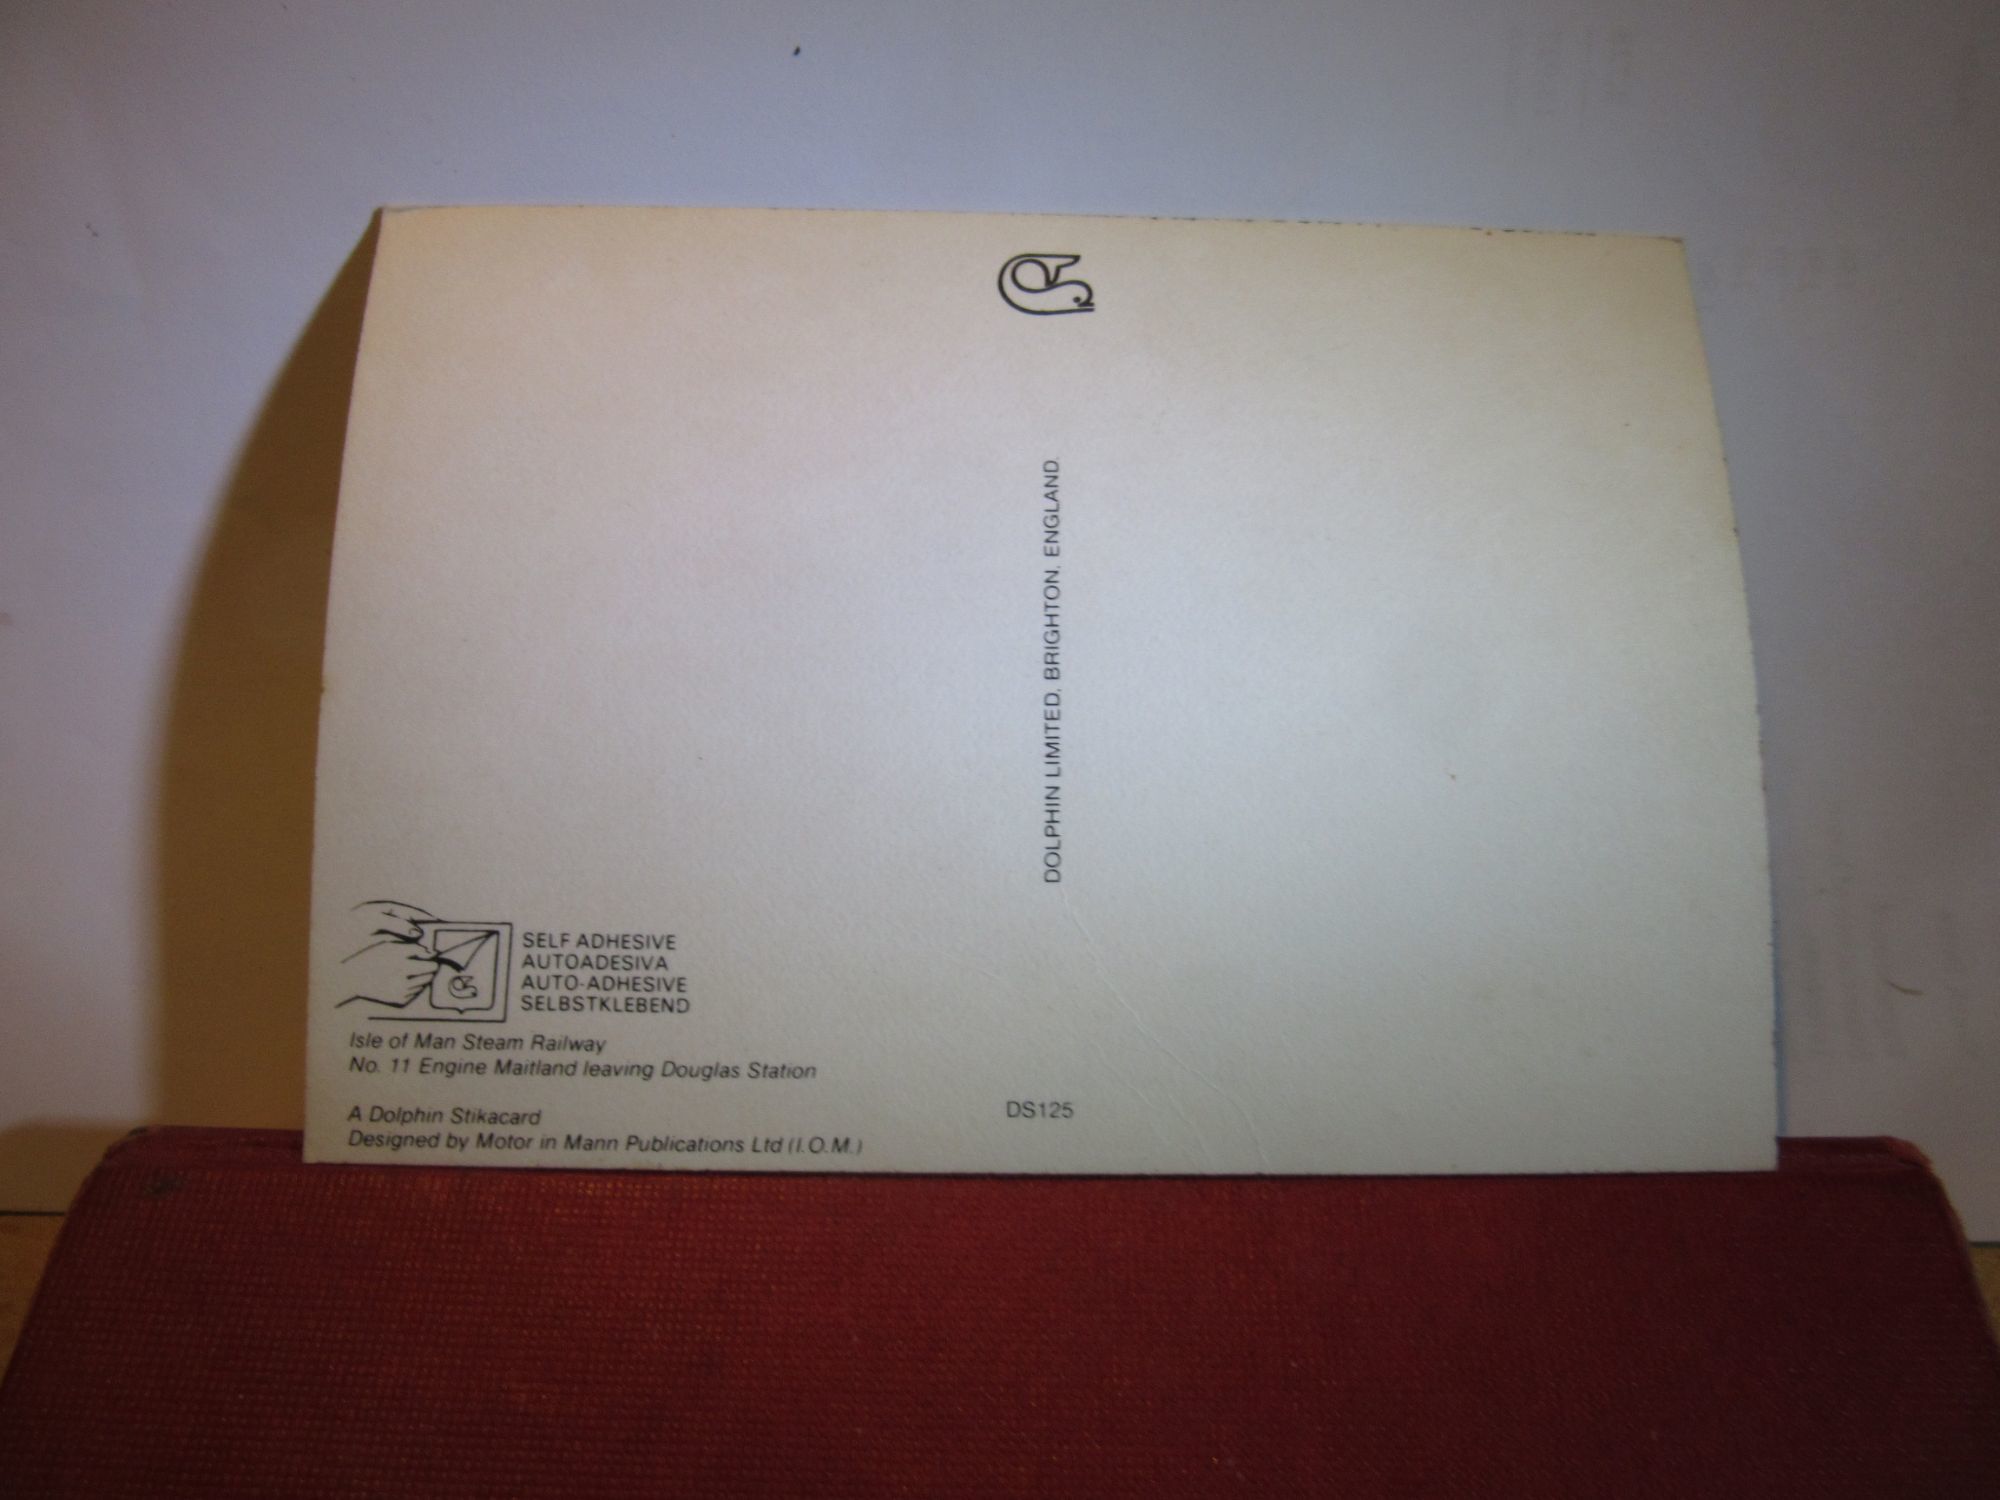 DOLPHIN LIMITED, BRIGHTON, ENGLAND.
SELF ADHESIVE
AUTOADESIVA
AUTO-ADHESIVE
SELBSTKLEBEND
Isle of Man Steam Railway
No. 11 Engine Maitland leaving Douglas Station
A Dolphin Stikacard
Designed by Motor in Mann Publications Ltd (I.O.M.)
DS125